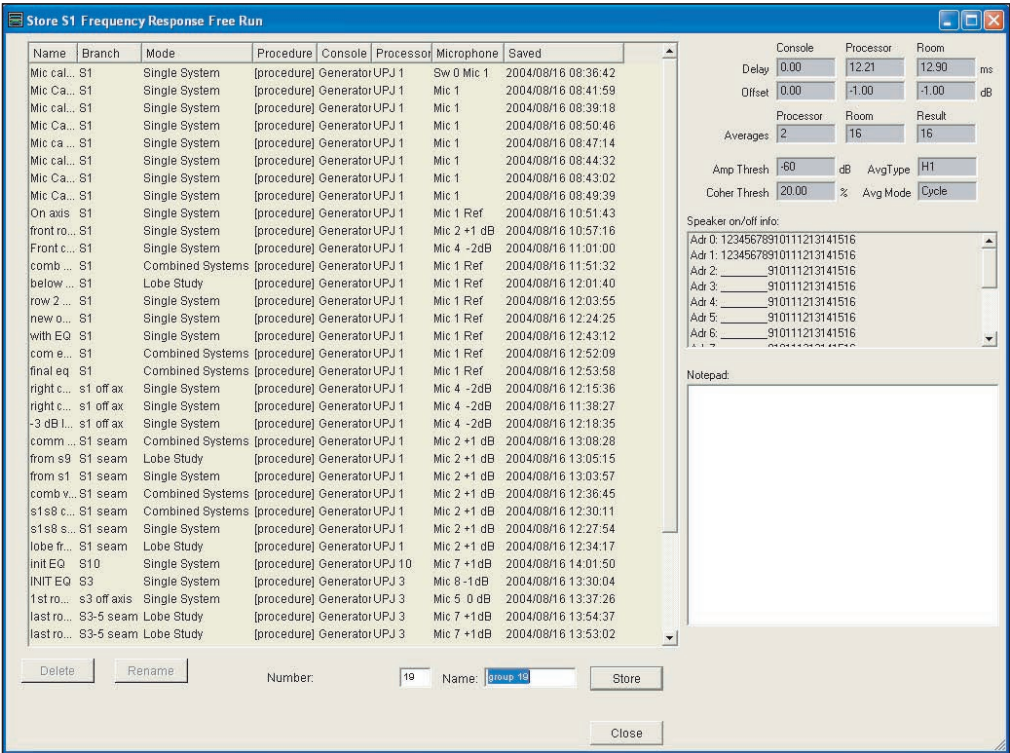 Store S1 Frequency Response Free Run
Name Branch Mode Procedure Console Processor Microphone Saved
Mic cal... S1 Single System [procedure] Generator UPJ 1 Sw 0 Mic 1 2004/08/16 08:36:42
Mic Ca... S1 Single System [procedure] Generator UPJ 1 Mic 1 2004/08/16 08:41:59
Mic cal... S1 Single System [procedure] Generator UPJ 1 Mic 1 2004/08/16 08:39:18
Mic Ca... S1 Single System [procedure] Generator UPJ 1 Mic 1 2004/08/16 08:50:46
Mic ca ... S1 Single System [procedure] Generator UPJ 1 Mic 1 2004/08/16 08:47:14
Mic cal... S1 Single System [procedure] Generator UPJ 1 Mic 1 2004/08/16 08:44:32
Mic Ca... S1 Single System [procedure] Generator UPJ 1 Mic 1 2004/08/16 08:43:02
Mic Ca... S1 Single System [procedure] Generator UPJ 1 Mic 1 2004/08/16 08:49:39
On axis S1 Single System [procedure] Generator UPJ 1 Mic 1 Ref 2004/08/16 10:51:43
front ro... S1 Single System [procedure] Generator UPJ 1 Mic 2 +1 dB 2004/08/16 10:57:16
Front c... S1 Single System [procedure] Generator UPJ 1 Mic 4 -2dB 2004/08/16 11:01:00
comb ... S1 Combined Systems [procedure] Generator UPJ 1 Mic 1 Ref 2004/08/16 11:51:32
below ... S1 Lobe Study [procedure] Generator UPJ 1 Mic 1 Ref 2004/08/16 12:01:40
row 2 ... S1 Single System [procedure] Generator UPJ 1 Mic 1 Ref 2004/08/16 12:03:55
new o... S1 Single System [procedure] Generator UPJ 1 Mic 1 Ref 2004/08/16 12:24:25
with EQ S1 Single System [procedure] Generator UPJ 1 Mic 1 Ref 2004/08/16 12:43:12
com e... S1 Combined Systems [procedure] Generator UPJ 1 Mic 1 Ref 2004/08/16 12:52:09
final eq S1 Combined Systems [procedure] Generator UPJ 1 Mic 1 Ref 2004/08/16 12:53:58
right c... s1 off ax Single System [procedure] Generator UPJ 1 Mic 4 -2dB 2004/08/16 12:15:36
right c... s1 off ax Single System [procedure] Generator UPJ 1 Mic 4 -2dB 2004/08/16 11:38:27
-3 dB l... s1 off ax Single System [procedure] Generator UPJ 1 Mic 4 -2dB 2004/08/16 12:18:35
comm ... S1 seam Combined Systems [procedure] Generator UPJ 1 Mic 2 +1 dB 2004/08/16 13:08:28
from s9 S1 seam Lobe Study [procedure] Generator UPJ 1 Mic 2 +1 dB 2004/08/16 13:05:15
from s1 S1 seam Single System [procedure] Generator UPJ 1 Mic 2 +1 dB 2004/08/16 13:03:57
comb v... S1 seam Combined Systems [procedure] Generator UPJ 1 Mic 2 +1 dB 2004/08/16 12:36:45
s1s8 c... S1 seam Combined Systems [procedure] Generator UPJ 1 Mic 2 +1 dB 2004/08/16 12:30:11
s1s8 s... S1 seam Single System [procedure] Generator UPJ 1 Mic 2 +1 dB 2004/08/16 12:27:54
lobe fr... S1 seam Lobe Study [procedure] Generator UPJ 1 Mic 2 +1 dB 2004/08/16 12:34:17
init EQ S10 Single System [procedure] Generator UPJ 10 Mic 7 +1dB 2004/08/16 14:01:50
INIT EQ S3 Single System [procedure] Generator UPJ 3 Mic 8 -1dB 2004/08/16 13:30:04
1st ro... s3 off axis Single System [procedure] Generator UPJ 3 Mic 5 0 dB 2004/08/16 13:37:26
last ro... S3-5 seam Lobe Study [procedure] Generator UPJ 3 Mic 7 +1dB 2004/08/16 13:54:37
last ro... S3-5 seam Lobe Study [procedure] Generator UPJ 3 Mic 7 +1dB 2004/08/16 13:53:02
Delete Rename Number: 19 Name: group 19 Store
Close
Console Processor Room
Delay 0.00 12.21 12.90 ms
Offset 0.00 -1.00 -1.00 dB
Processor Room Result
Averages 2 16 16
Amp Thresh -60 dB AvgType H1
Coher Thresh 20.00 % Avg Mode Cycle
Speaker on/off info:
Adr 0: 12345678910111213141516
Adr 1: 12345678910111213141516
Adr 2: ________910111213141516
Adr 3: ________910111213141516
Adr 4: ________910111213141516
Adr 5: ________910111213141516
Adr 6: ________910111213141516
Notepad: